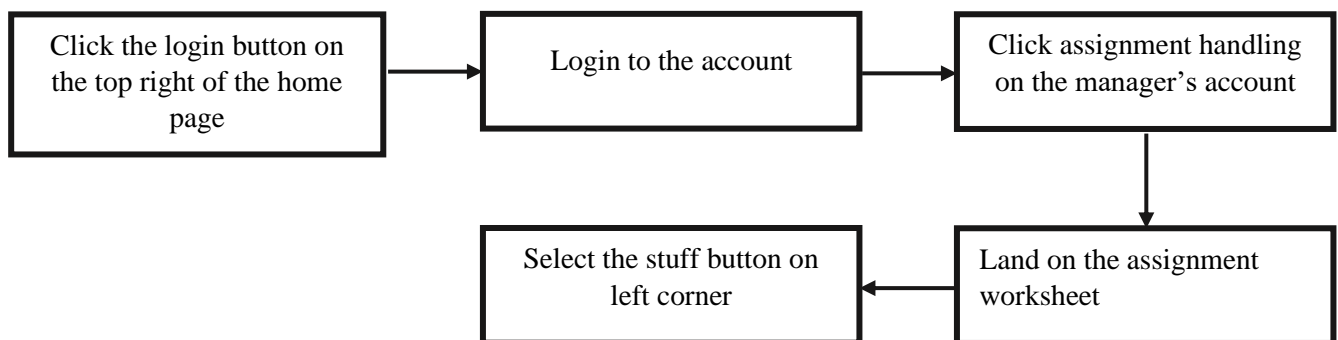 Click the login button on
the top right of the home
page
Login to the account
Click assignment handling
on the manager’s account
Land on the assignment
worksheet
Select the stuff button on
left corner